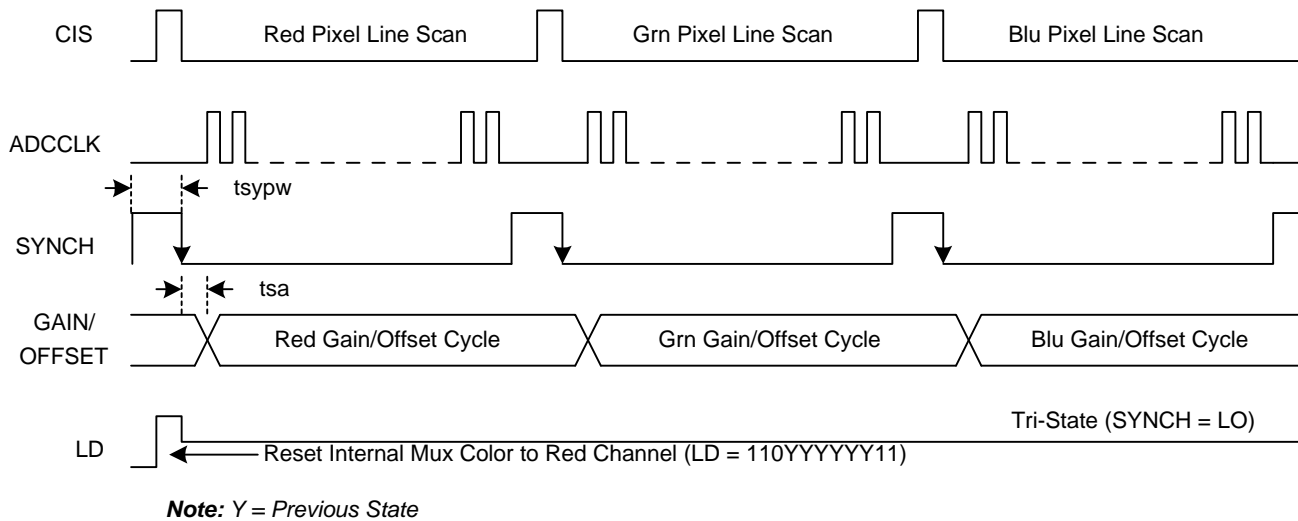 CIS
Red Pixel Line Scan
Grn Pixel Line Scan
Blu Pixel Line Scan
ADCCLK
tsypw
SYNCH
tsa
GAIN/
OFFSET
Red Gain/Offset Cycle
Grn Gain/Offset Cycle
Blu Gain/Offset Cycle
Tri-State (SYNCH = LO)
LD
Reset Internal Mux Color to Red Channel (LD = 110YYYYYY11)
Note: Y = Previous State